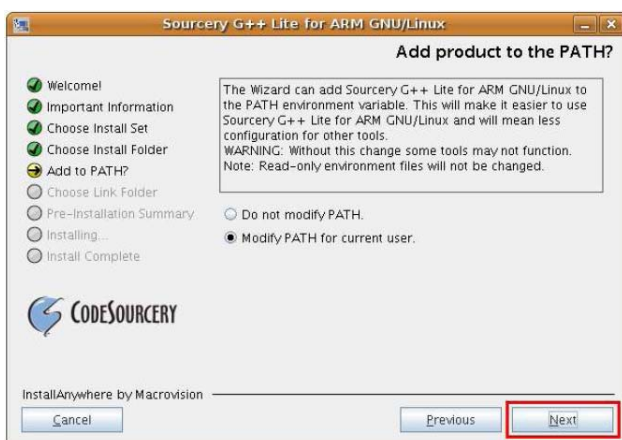 Sourcery G++ Lite for ARM GNU/Linux
Add product to the PATH?
Welcome!
Important Information
Choose Install Set
Choose Install Folder
Add to PATH?
Choose Link Folder
Pre-Installation Summary
Installing...
Install Complete
The Wizard can add Sourcery G++ Lite for ARM GNU/Linux to
the PATH environment variable. This will make it easier to use
Sourcery G++ Lite for ARM GNU/Linux and will mean less
configuration for other tools.
WARNING: Without this change some tools may not function.
Note: Read-only environment files will not be changed.
Do not modify PATH.
Modify PATH for current user.
CODESOURCERY
InstallAnywhere by Macrovision
Cancel
Previous
Next